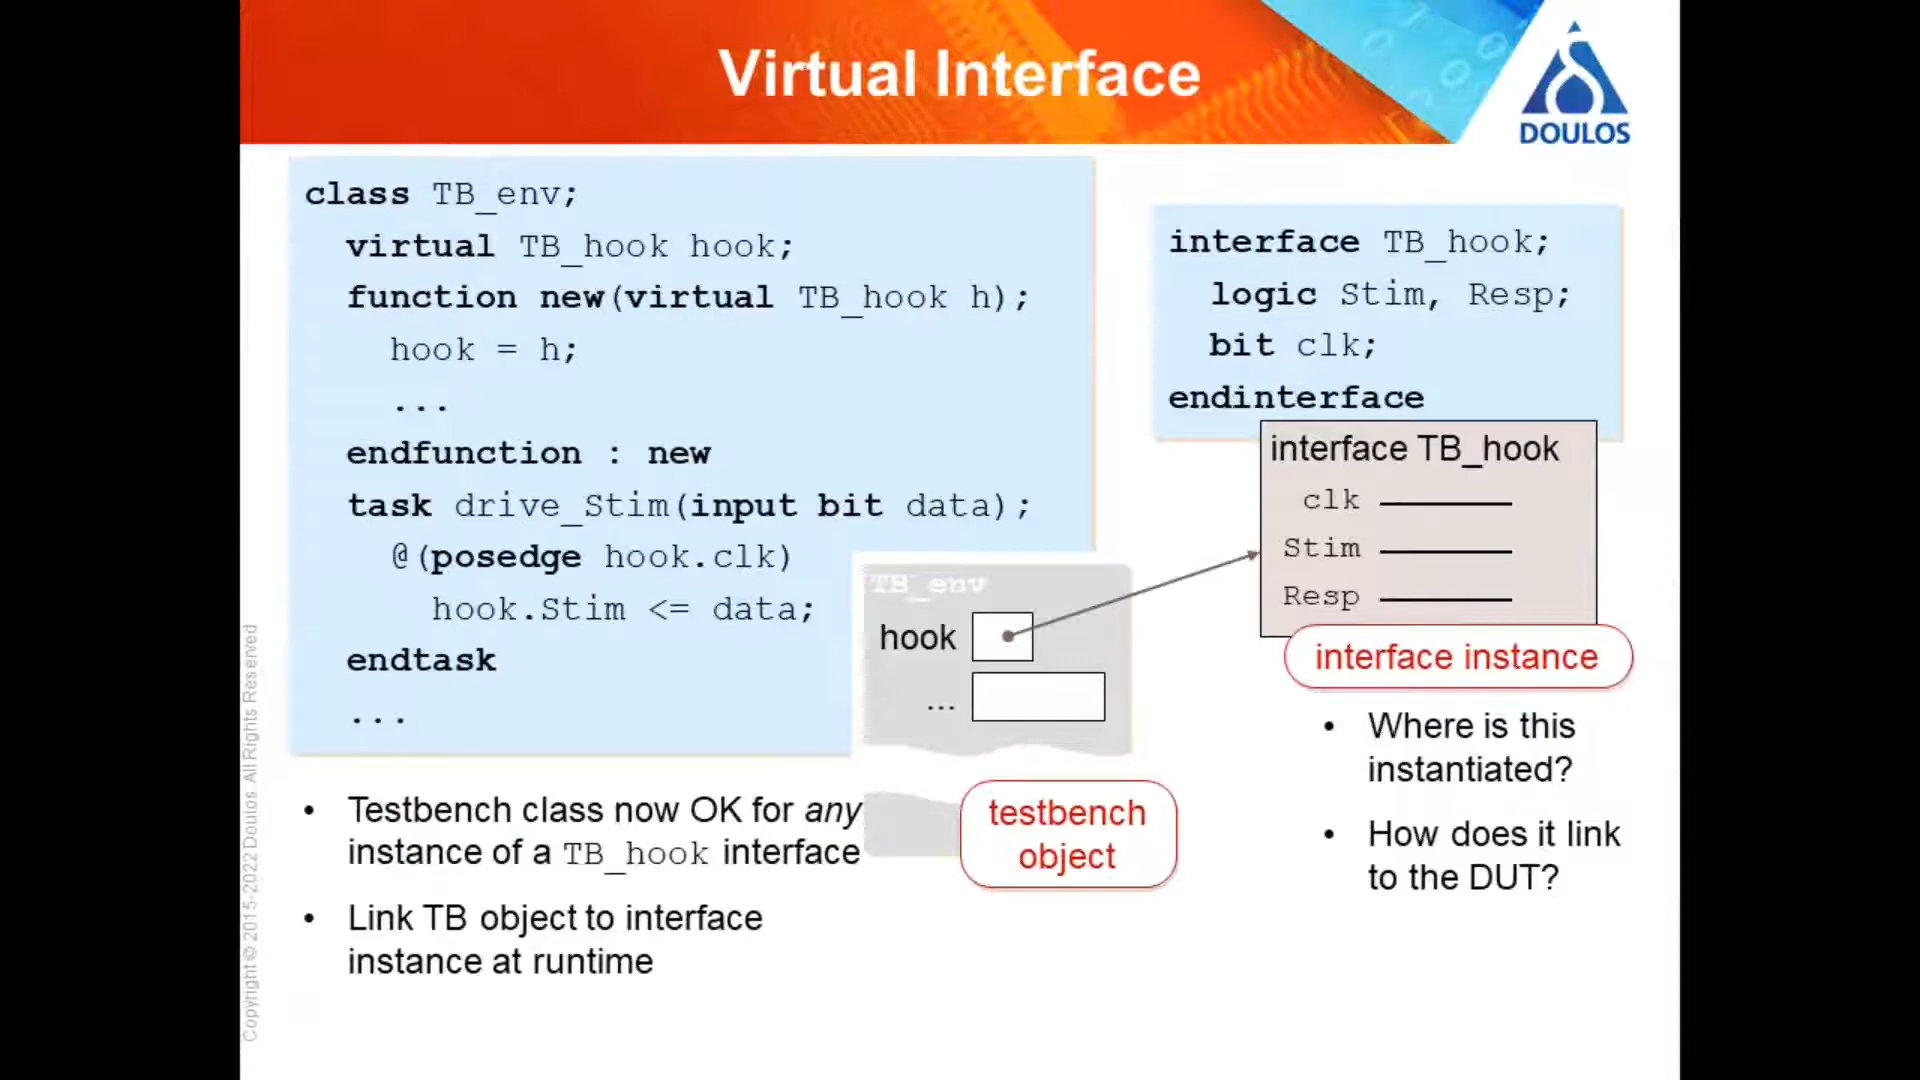 Virtual Interface
DOULOS
class TB_env;
virtual TB_hook hook;
function new(virtual TB_hook h);
hook = h;
...
endfunction : new
task drive_Stim(input bit data);
@(posedge hook.clk)
hook.Stim <= data;
endtask
...
interface TB_hook;
logic Stim, Resp;
bit clk;
endinterface
interface TB_hook
clk
Stim
Resp
interface instance
TB_env
hook
...
testbench
object
• Testbench class now OK for any
instance of a TB_hook interface
• Link TB object to interface
instance at runtime
• Where is this
instantiated?
• How does it link
to the DUT?
Copyright © 2015-2022 Doulos. All Rights Reserved